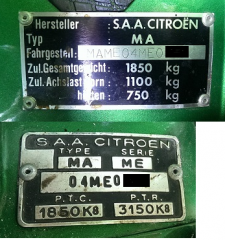 Hersteller : S.A.A. CITROËN
Typ MA
Fahrgestell: MAME04ME0
Zul. Gesamtgewicht: 1850 kg
Zul. Achslast vorn : 1100 kg
hinten : 750 kg
S.A.A. CITROËN
TYPE SERIE
MA ME
04ME0
P.T.C. P.T.R.
1850KG 3150KG